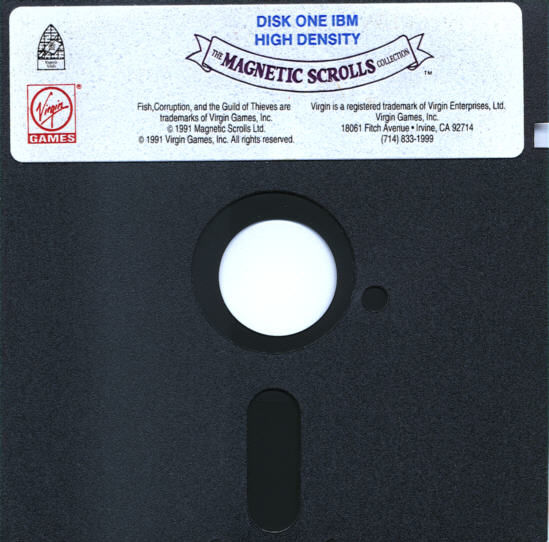 DISK ONE IBM
HIGH DENSITY
THE MAGNETIC SCROLLS COLLECTION
TM
Virgin®
GAMES
Fish,Corruption, and the Guild of Thieves are
trademarks of Virgin Games, Inc.
© 1991 Magnetic Scrolls Ltd.
© 1991 Virgin Games, Inc. All rights reserved.
Virgin is a registered trademark of Virgin Enterprises, Ltd.
Virgin Games, Inc.
18061 Fitch Avenue • Irvine, CA 92714
(714) 833-1999